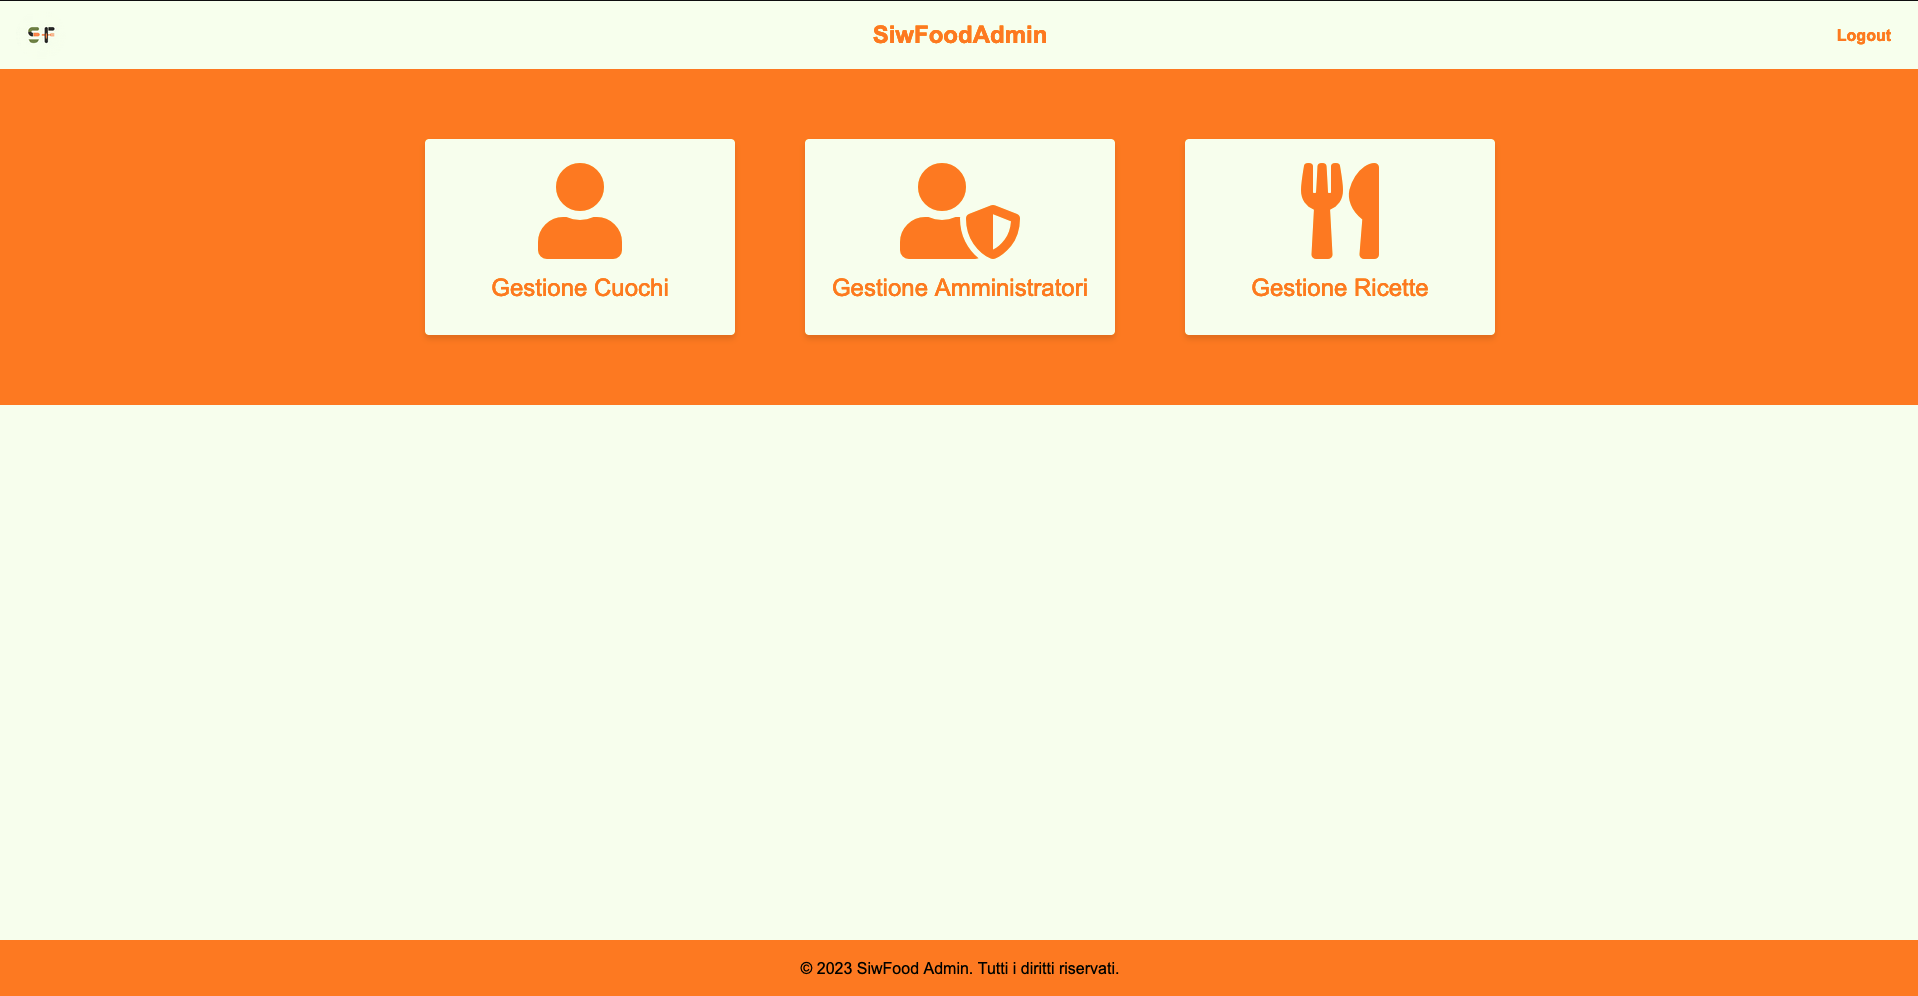 SF
SiwFoodAdmin
Logout
Gestione Cuochi
Gestione Amministratori
Gestione Ricette
© 2023 SiwFood Admin. Tutti i diritti riservati.